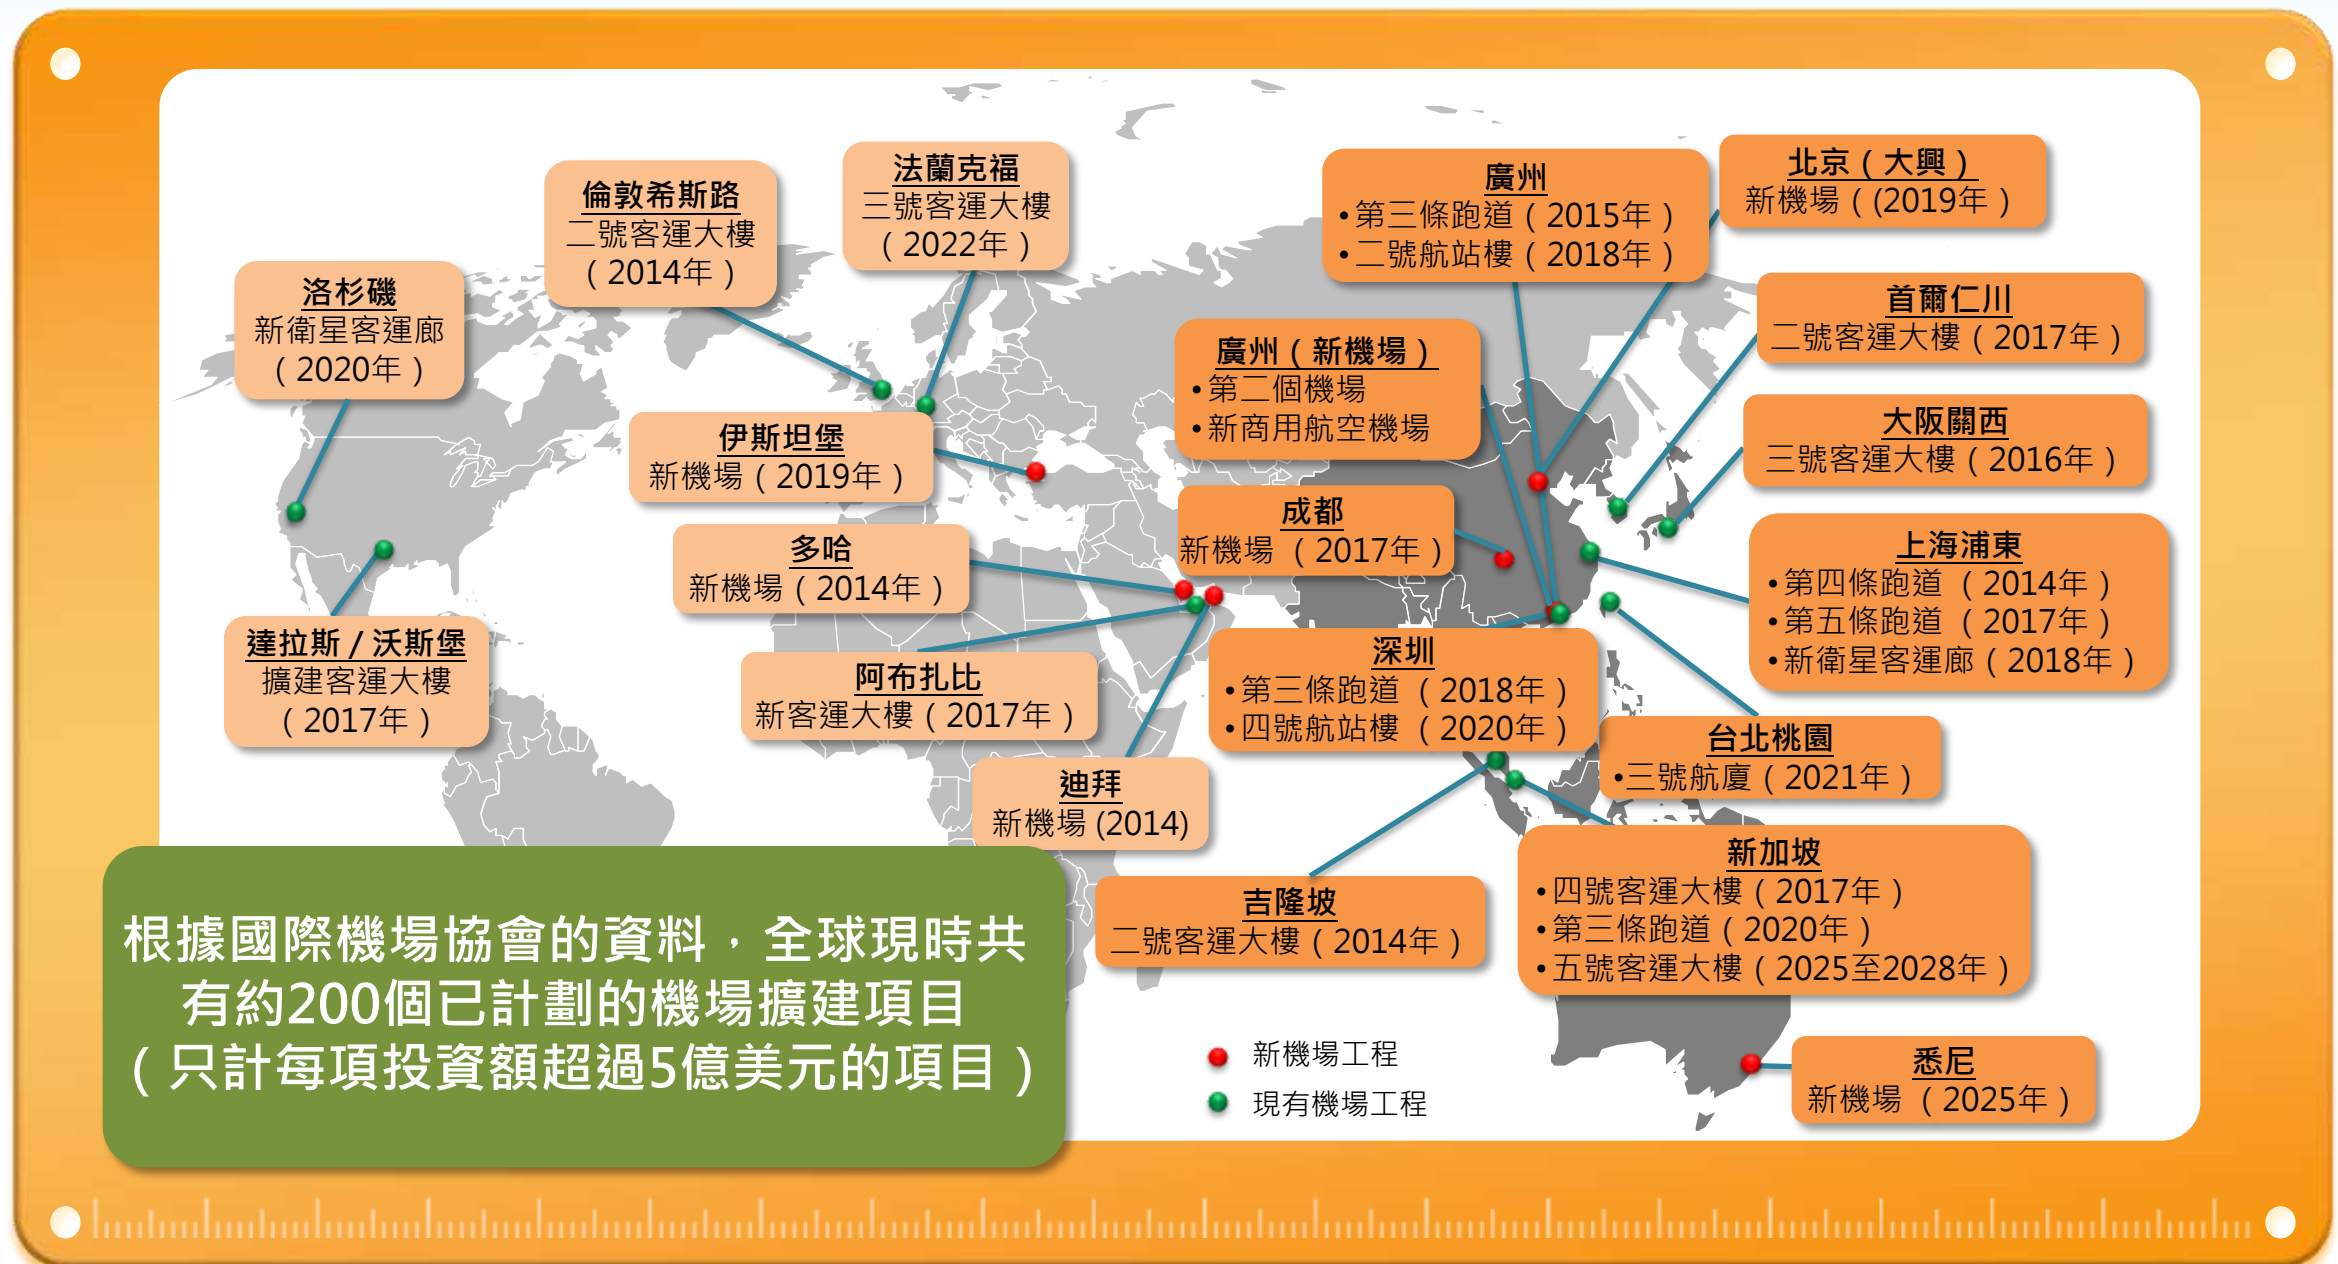 法蘭克福
三號客運大樓
（2022年）
倫敦希斯路
二號客運大樓
（2014年）
洛杉磯
新衛星客運廊
（2020年）
廣州
•第三條跑道（2015年）
•二號航站樓（2018年）
北京（大興）
新機場（(2019年）
首爾仁川
二號客運大樓（2017年）
廣州（新機場）
•第二個機場
•新商用航空機場
大阪關西
三號客運大樓（2016年）
伊斯坦堡
新機場（2019年）
成都
新機場 （2017年）
多哈
新機場（2014年）
上海浦東
•第四條跑道 （2014年）
•第五條跑道 （2017年）
•新衛星客運廊（2018年）
達拉斯 / 沃斯堡
擴建客運大樓
（2017年）
阿布扎比
新客運大樓（2017年）
深圳
•第三條跑道 （2018年）
•四號航站樓 （2020年）
台北桃園
•三號航廈（2021年）
迪拜
新機場 (2014)
新加坡
•四號客運大樓（2017年）
•第三條跑道（2020年）
•五號客運大樓（2025至2028年）
吉隆坡
二號客運大樓（2014年）
根據國際機場協會的資料，全球現時共
有約200個已計劃的機場擴建項目
（只計每項投資額超過5億美元的項目）
新機場工程
現有機場工程
悉尼
新機場 （2025年）